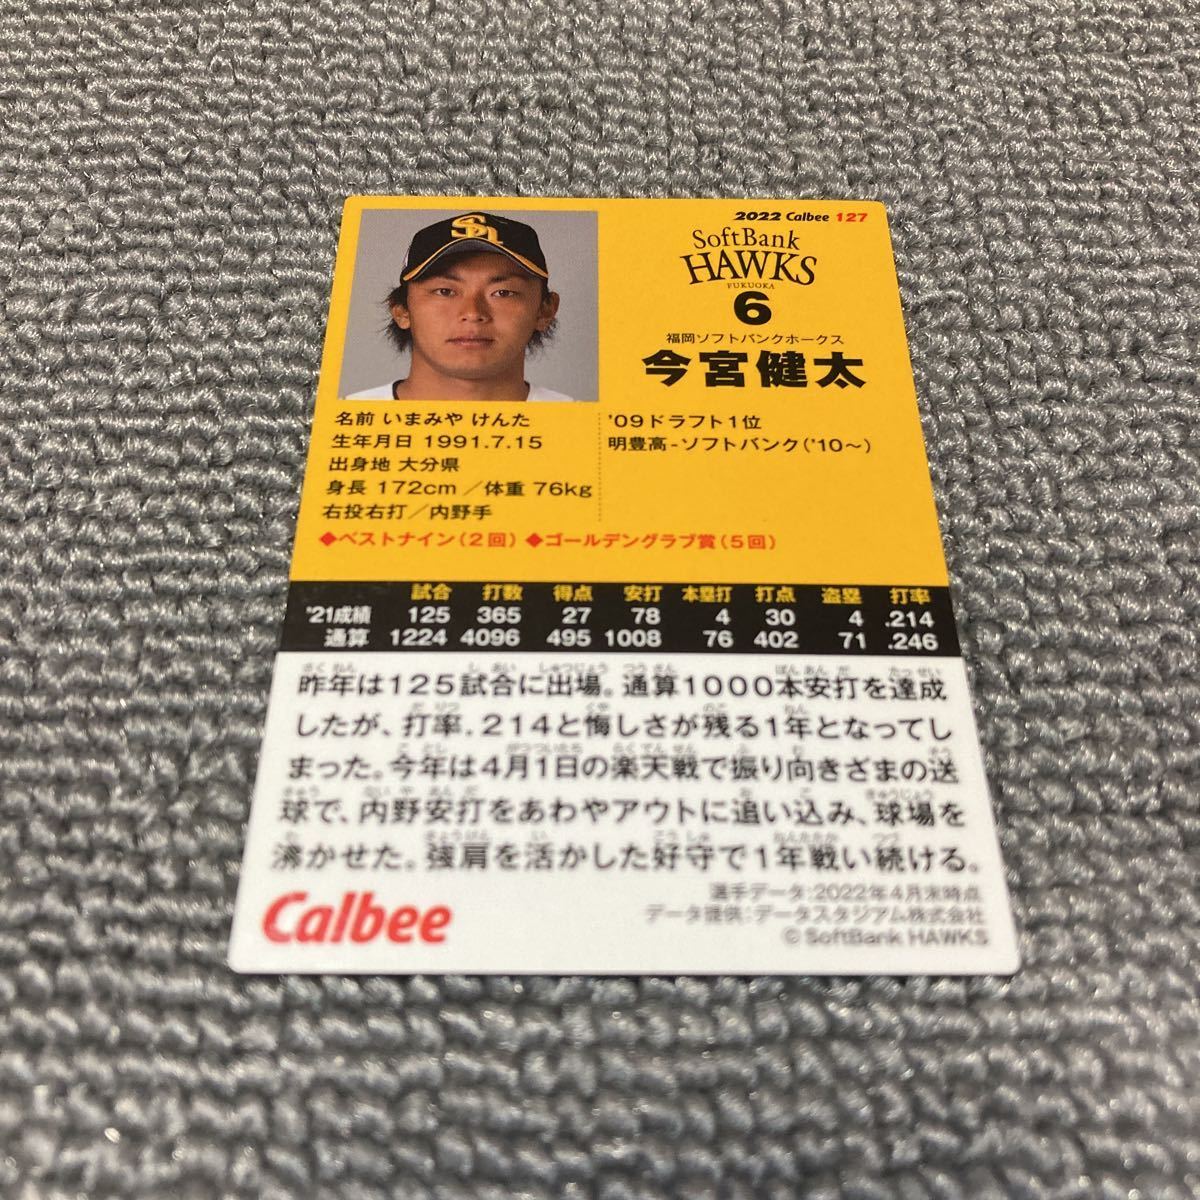 2022 Calbee 127
SoftBank
HAWKS
FUKUOKA
6
福岡ソフトバンクホークス
今宮健太
名前 いまみや けんた
生年月日 1991.7.15
出身地 大分県
身長 172cm／体重 76kg
右投右打／内野手
'09ドラフト1位
明豊高-ソフトバンク('10〜)
◆ベストナイン(2回) ◆ゴールデングラブ賞(5回)
試合 打数 得点 安打 本塁打 打点 盗塁 打率
'21成績 125 365 27 78 4 30 4 .214
通算 1224 4096 495 1008 76 402 71 .246
昨年は125試合に出場。通算1000本安打を達成
したが、打率.214と悔しさが残る1年となってし
まった。今年は4月1日の楽天戦で振り向きざまの送
球で、内野安打をあわやアウトに追い込み、球場を
沸かせた。強肩を活かした好守で1年戦い続ける。
Calbee
選手データ:2022年4月末時点
データ提供:データスタジアム株式会社
© SoftBank HAWKS